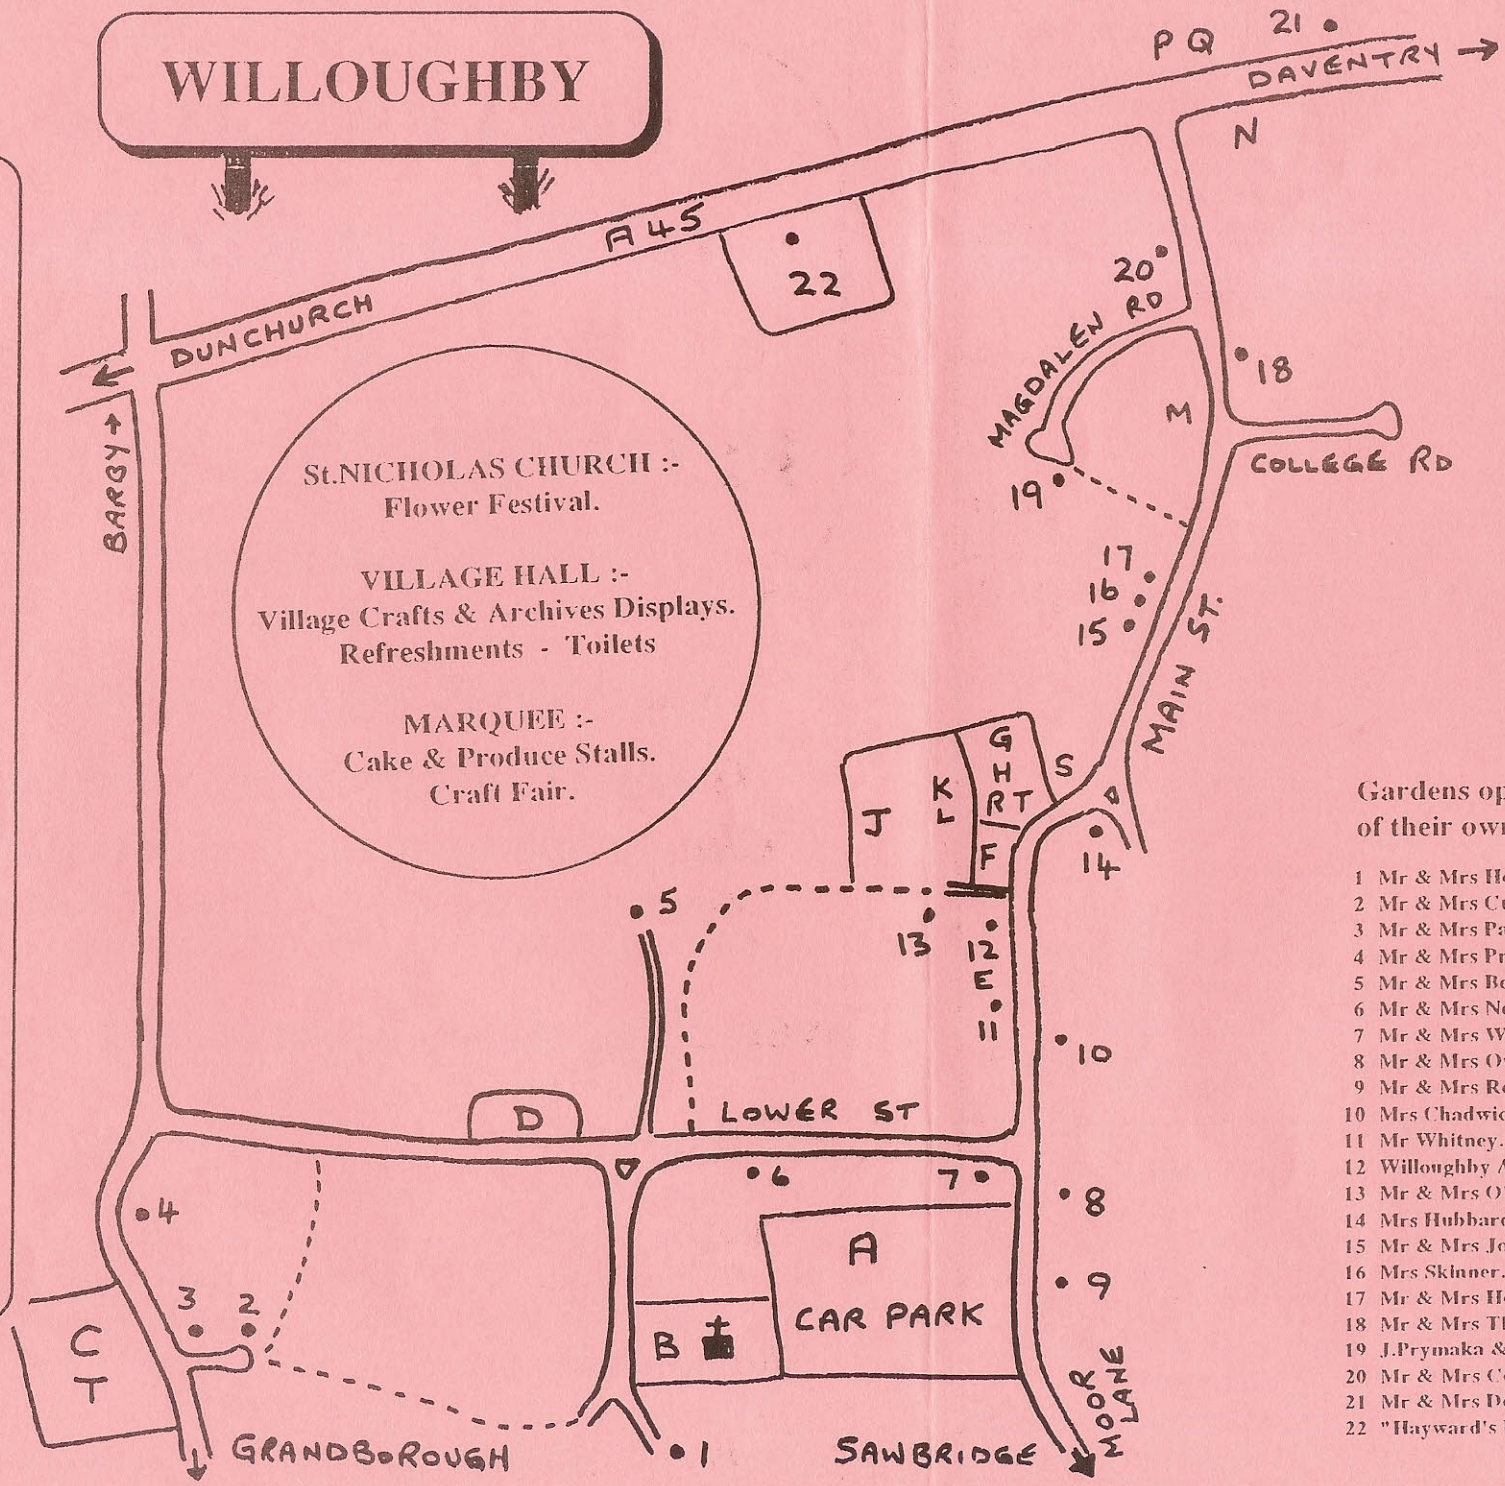 WILLOUGHBY
P Q 21
DAVENTRY →
N
A45
22
20
MAGDALEN RD
DUNCHURCH
18
M
BARBY →
COLLEGE RD
19
St.NICHOLAS CHURCH :-
Flower Festival.
VILLAGE HALL :-
Village Crafts & Archives Displays.
Refreshments - Toilets
MARQUEE :-
Cake & Produce Stalls.
Craft Fair.
17
16
15
MAIN ST.
G
H
R T
S
K
L
J
F
14
5
13
12
E
11
10
D
LOWER ST
6
7
8
4
A
CAR PARK
9
3 2
B
C
T
MOOR
LANE
GRANDBOROUGH
1
SAWBRIDGE
Gardens
of their
1 Mr & Mrs
2 Mr & Mrs
3 Mr & Mrs
4 Mr & Mrs
5 Mr & Mrs
6 Mr & Mrs
7 Mr & Mrs
8 Mr & Mrs
9 Mr & Mrs
10 Mrs
11 Mr Whitney.
12 Willoughby
13 Mr & Mrs
14 Mrs
15 Mr & Mrs
16 Mrs Skinner.
17 Mr & Mrs
18 Mr & Mrs
19 J.Prymaka &
20 Mr & Mrs
21 Mr & Mrs
22 "Hayward's